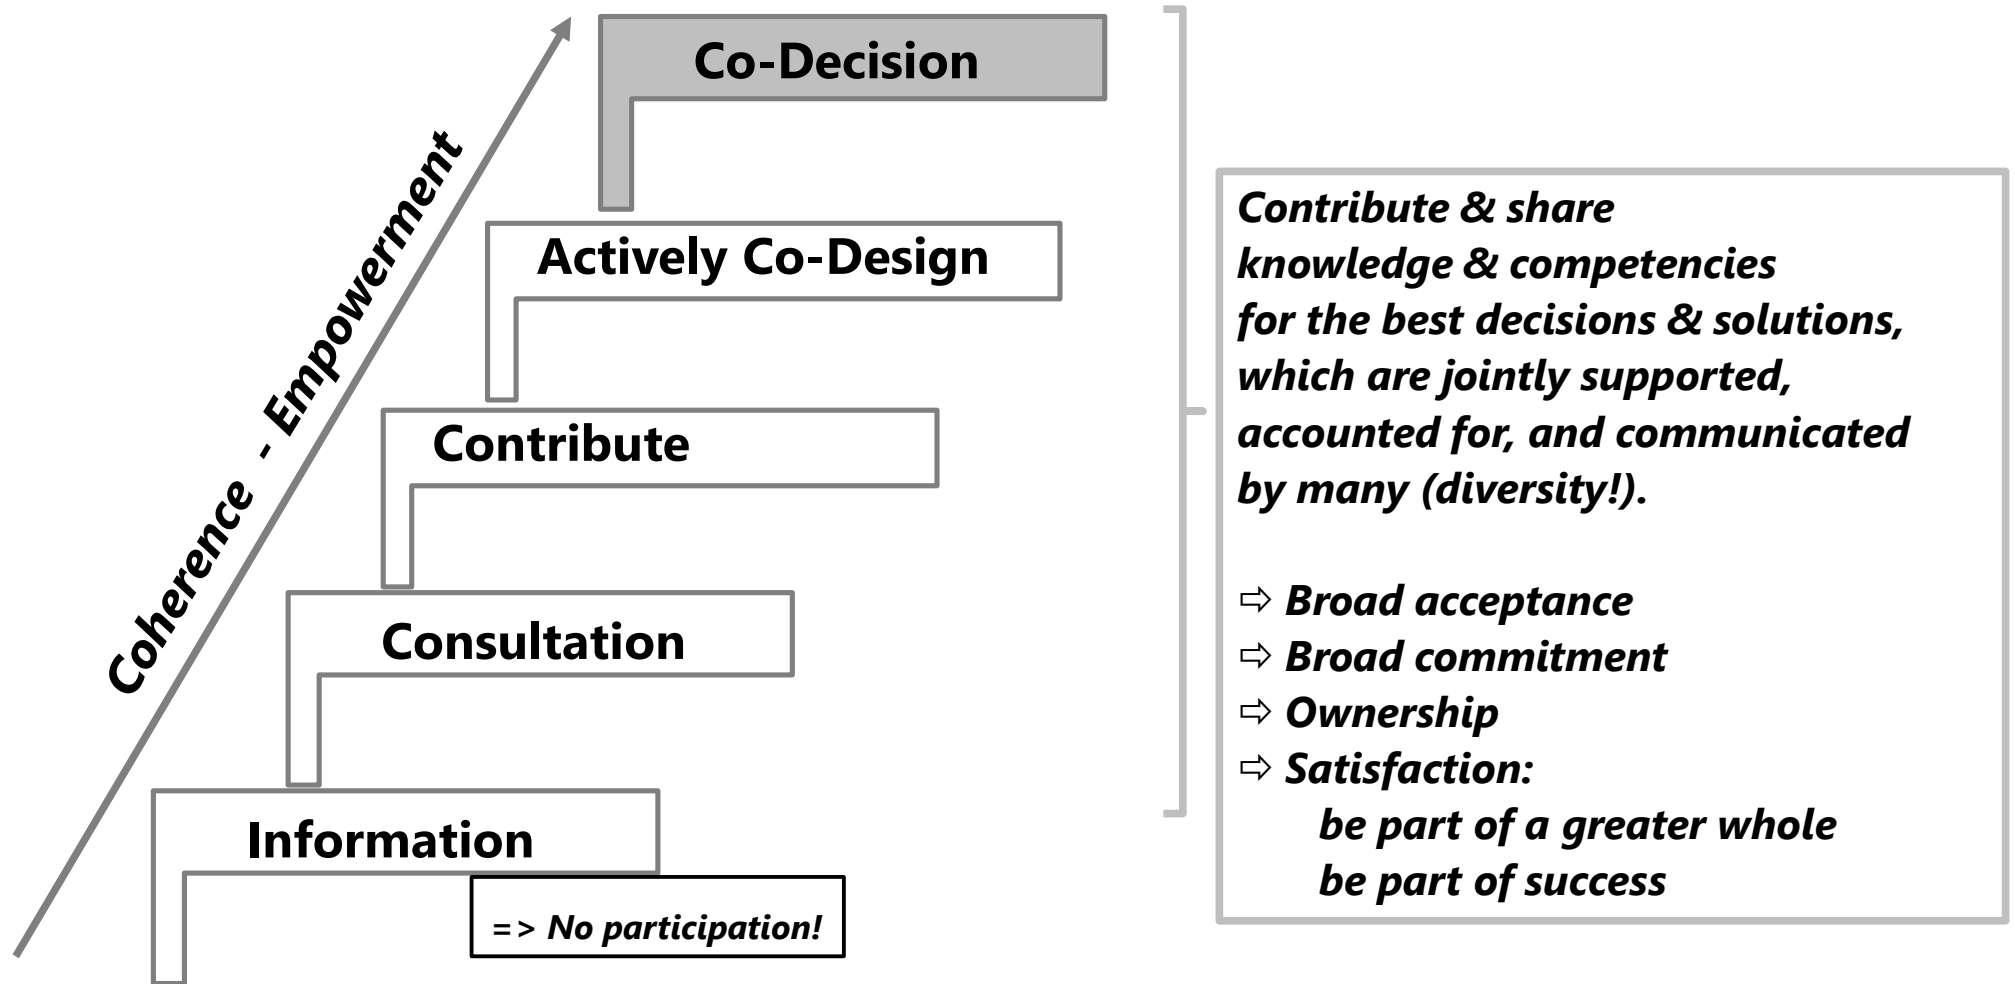 Co-Decision
Actively Co-Design
Contribute
Consultation
Information
=> No participation!
Coherence - Empowerment
Contribute & share
knowledge & competencies
for the best decisions & solutions,
which are jointly supported,
accounted for, and communicated
by many (diversity!).
⇨ Broad acceptance
⇨ Broad commitment
⇨ Ownership
⇨ Satisfaction:
be part of a greater whole
be part of success